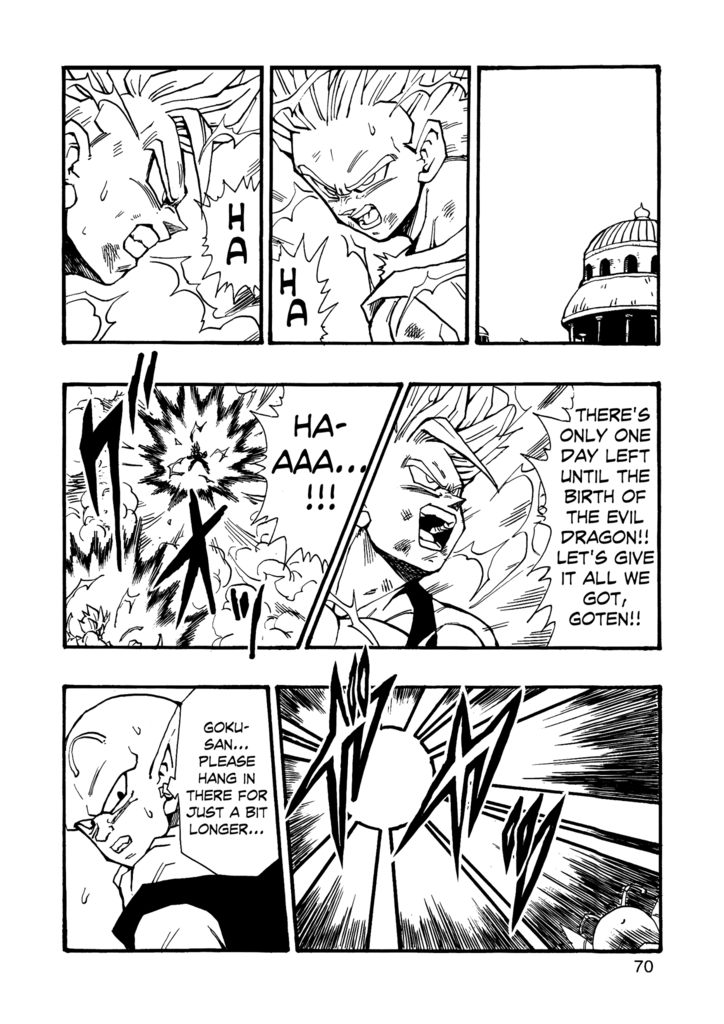 HA
HA
THERE'S
ONLY ONE
DAY LEFT
UNTIL THE
BIRTH OF
THE EVIL
DRAGON!!
LET'S GIVE
IT ALL WE
GOT,
GOTEN!!
HA-
AAA...
!!!
GOKU-
SAN...
PLEASE
HANG IN
THERE FOR
JUST A BIT
LONGER...
70